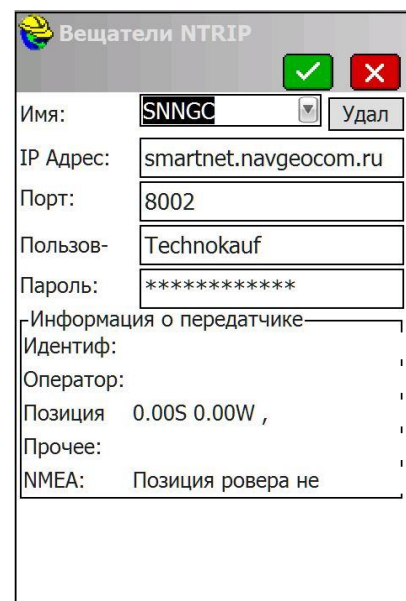 Вещатели NTRIP
Имя: SNNGC Удал
IP Адрес: smartnet.navgeocom.ru
Порт: 8002
Пользов- Technokauf
Пароль: ************
Информация о передатчике
Идентиф:
Оператор:
Позиция 0.00S 0.00W ,
Прочее:
NMEA: Позиция ровера не